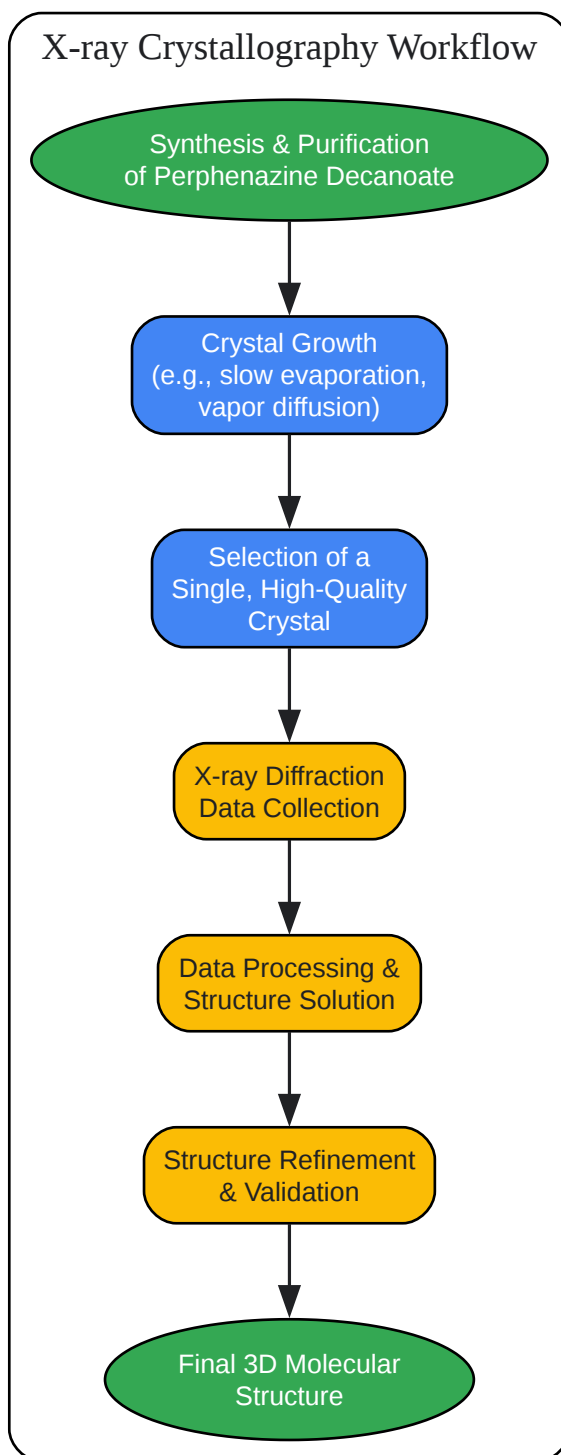 X-ray Crystallography Workflow
Synthesis & Purification
of Perphenazine Decanoate
Crystal Growth
(e.g., slow evaporation,
vapor diffusion)
Selection of a
Single, High-Quality
Crystal
X-ray Diffraction
Data Collection
Data Processing &
Structure Solution
Structure Refinement
& Validation
Final 3D Molecular
Structure